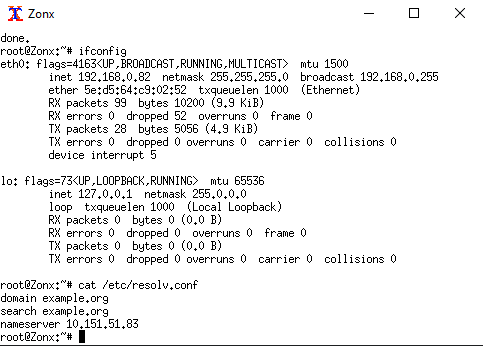 Zonx
done.
root@Zonx:~# ifconfig
eth0: flags=4163<UP,BROADCAST,RUNNING,MULTICAST>  mtu 1500
        inet 192.168.0.82  netmask 255.255.255.0  broadcast 192.168.0.255
        ether 5e:d5:64:c9:02:52  txqueuelen 1000  (Ethernet)
        RX packets 99  bytes 10200 (9.9 KiB)
        RX errors 0  dropped 52  overruns 0  frame 0
        TX packets 28  bytes 5056 (4.9 KiB)
        TX errors 0  dropped 0 overruns 0  carrier 0  collisions 0
        device interrupt 5

lo: flags=73<UP,LOOPBACK,RUNNING>  mtu 65536
        inet 127.0.0.1  netmask 255.0.0.0
        loop  txqueuelen 1000  (Local Loopback)
        RX packets 0  bytes 0 (0.0 B)
        RX errors 0  dropped 0  overruns 0  frame 0
        TX packets 0  bytes 0 (0.0 B)
        TX errors 0  dropped 0 overruns 0  carrier 0  collisions 0

root@Zonx:~# cat /etc/resolv.conf
domain example.org
search example.org
nameserver 10.151.51.83
root@Zonx:~#